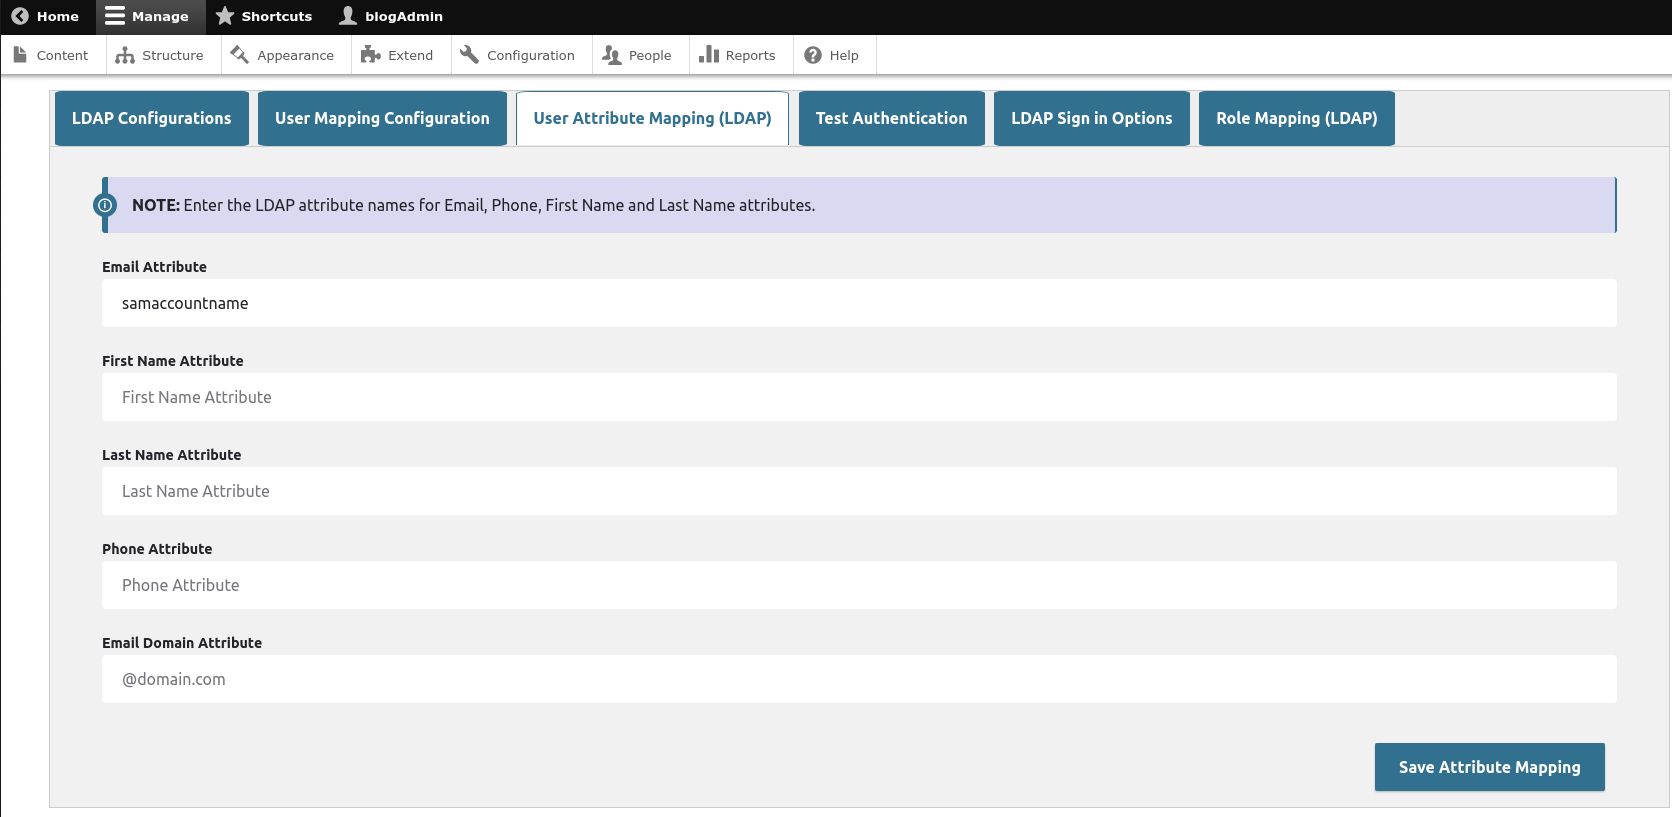 Home Manage Shortcuts blogAdmin
Content Structure Appearance Extend Configuration People Reports Help
LDAP Configurations User Mapping Configuration User Attribute Mapping (LDAP) Test Authentication LDAP Sign in Options Role Mapping (LDAP)
NOTE: Enter the LDAP attribute names for Email, Phone, First Name and Last Name attributes.
Email Attribute
samaccountname
First Name Attribute
First Name Attribute
Last Name Attribute
Last Name Attribute
Phone Attribute
Phone Attribute
Email Domain Attribute
@domain.com
Save Attribute Mapping